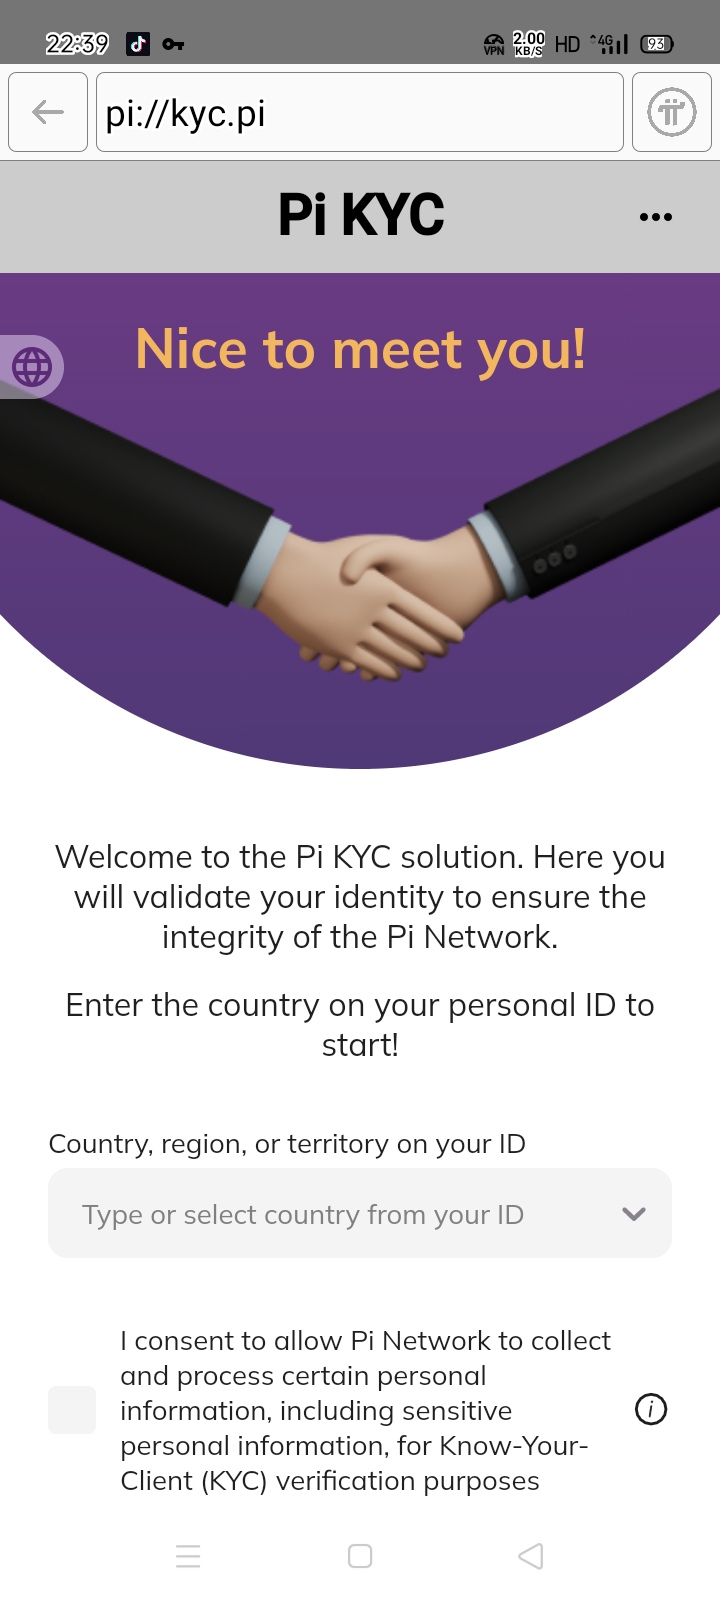 22:39 VPN 2.00 KB/S HD 4G 93
pi://kyc.pi
Pi KYC
Nice to meet you!
Welcome to the Pi KYC solution. Here you
will validate your identity to ensure the
integrity of the Pi Network.
Enter the country on your personal ID to
start!
Country, region, or territory on your ID
Type or select country from your ID
I consent to allow Pi Network to collect
and process certain personal
information, including sensitive
personal information, for Know-Your-
Client (KYC) verification purposes